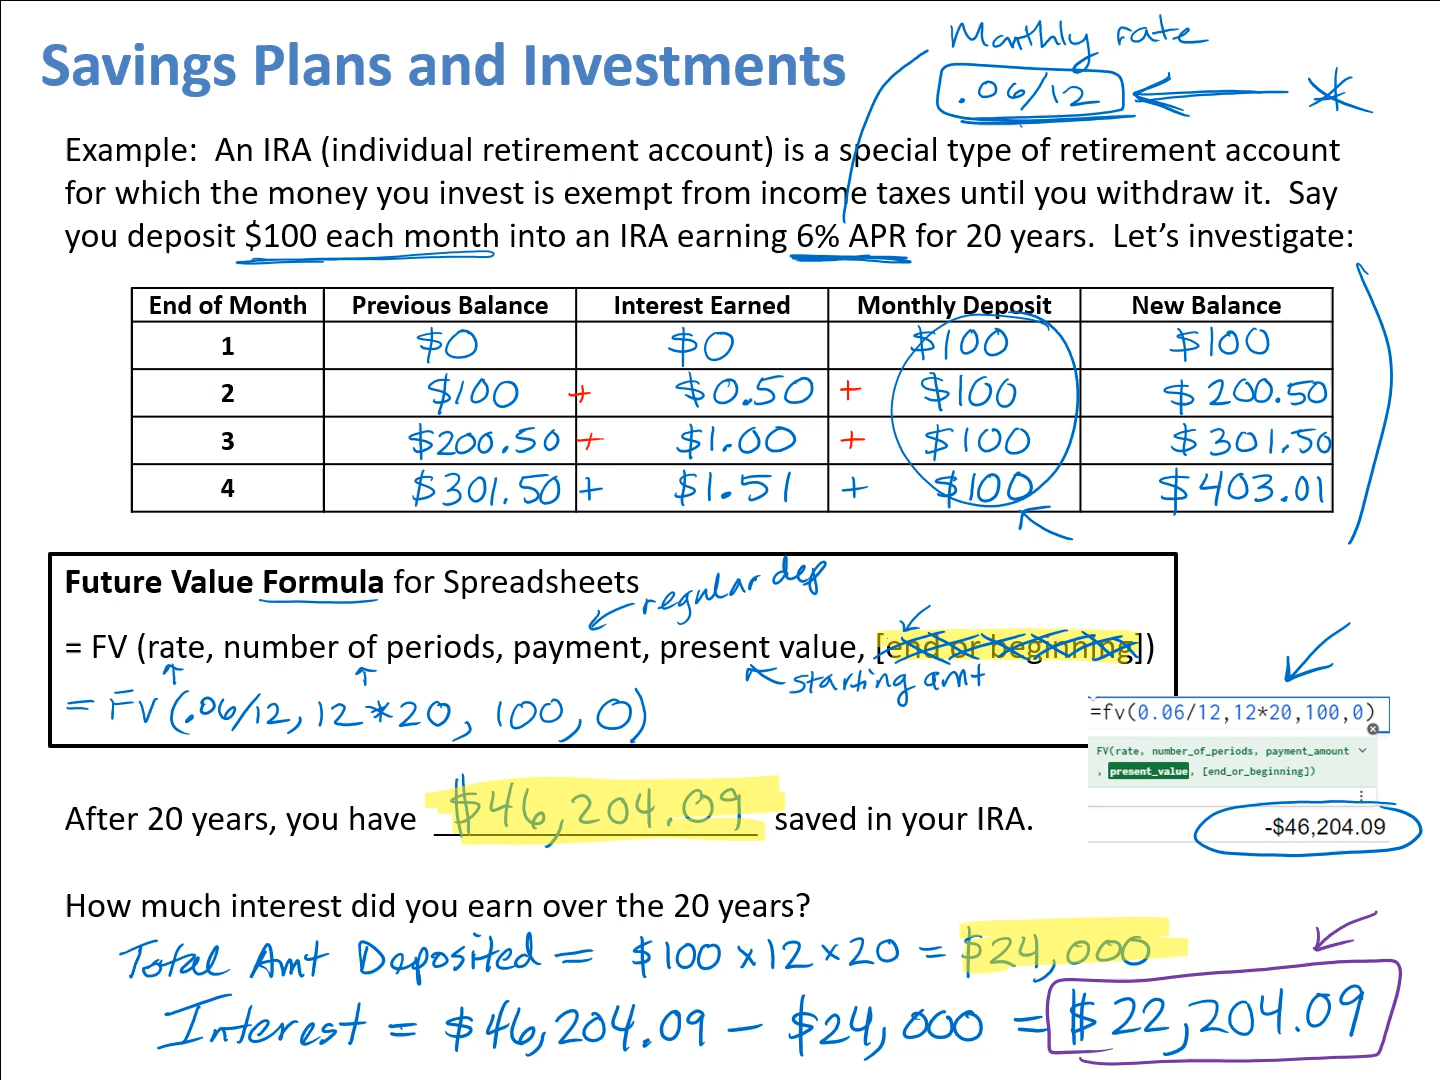 Savings Plans and Investments
Monthly rate
.06/12
Example: An IRA (individual retirement account) is a special type of retirement account
for which the money you invest is exempt from income taxes until you withdraw it. Say
you deposit $100 each month into an IRA earning 6% APR for 20 years. Let's investigate:
End of Month Previous Balance Interest Earned Monthly Deposit New Balance
1 $0 $0 $100 $100
2 $100 + $0.50 + $100 $200.50
3 $200.50 + $1.00 + $100 $301.50
4 $301.50 + $1.51 + $100 $403.01
Future Value Formula for Spreadsheets
regular dep
= FV (rate, number of periods, payment, present value, [end or beginning])
starting amt
= FV (.06/12, 12*20, 100, 0)
=fv(0.06/12,12*20,100,0)
FV(rate, number_of_periods, payment_amount
, present_value, [end_or_beginning])
-$46,204.09
After 20 years, you have $46,204.09 saved in your IRA.
How much interest did you earn over the 20 years?
Total Amt Deposited = $100 x 12 x 20 = $24,000
Interest = $46,204.09 - $24,000 = $22,204.09